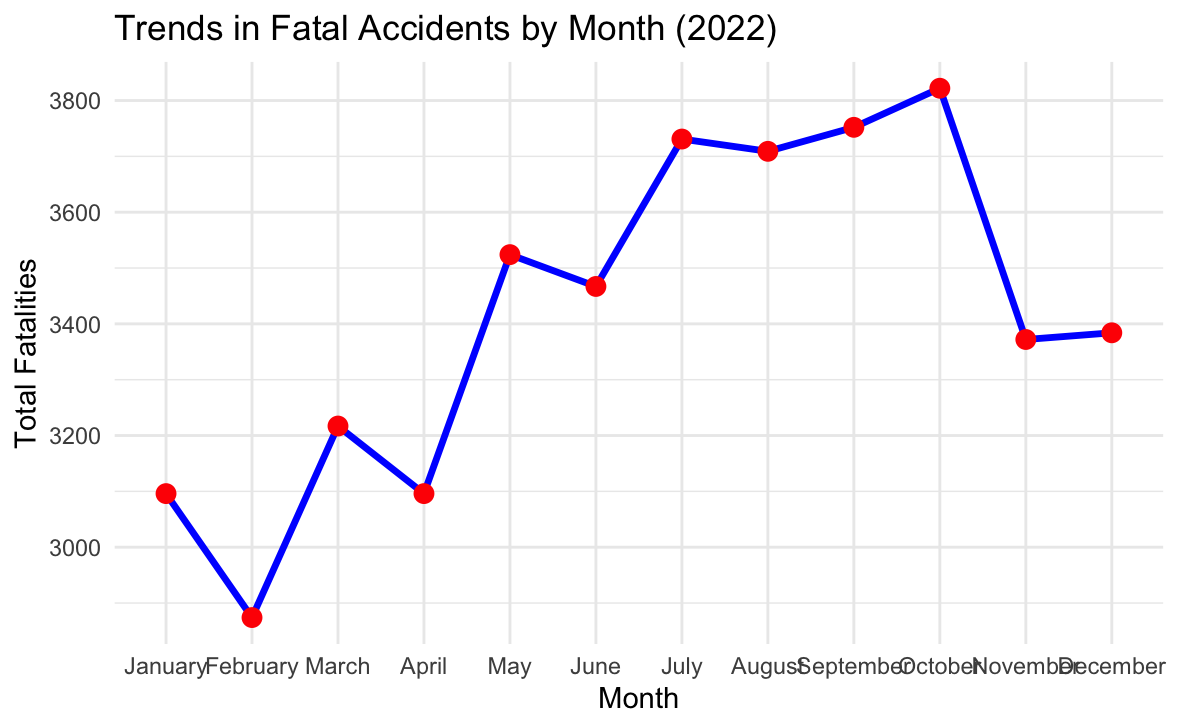 Trends in Fatal Accidents by Month (2022)
Total Fatalities
3800
3600
3400
3200
3000
January February March April May June July August September October November December
Month